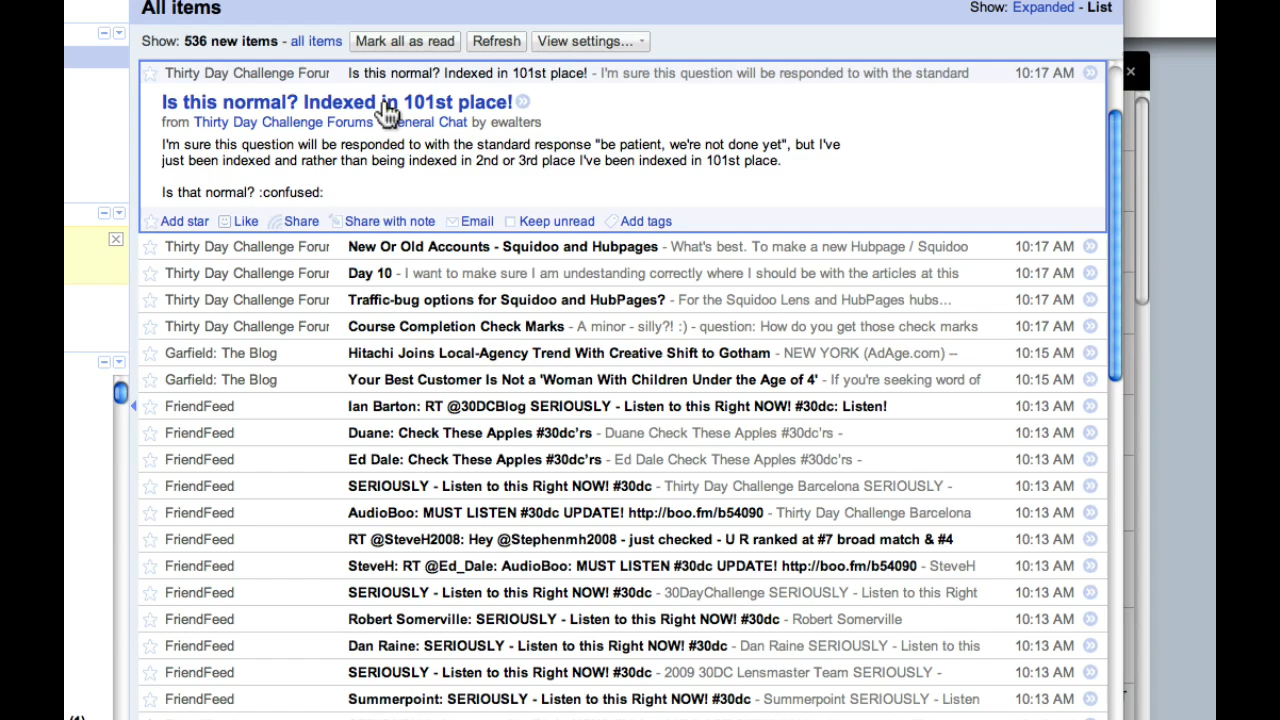 All items
Show: Expanded - List
Show: 536 new items - all items Mark all as read Refresh View settings...
Thirty Day Challenge Forur Is this normal? Indexed in 101st place! - I'm sure this question will be responded to with the standard 10:17 AM
Is this normal? Indexed in 101st place!
from Thirty Day Challenge Forums General Chat by ewalters
I'm sure this question will be responded to with the standard response "be patient, we're not done yet", but I've
just been indexed and rather than being indexed in 2nd or 3rd place I've been indexed in 101st place.
Is that normal? :confused:
Add star Like Share Share with note Email Keep unread Add tags
Thirty Day Challenge Forur New Or Old Accounts - Squidoo and Hubpages - What's best. To make a new Hubpage / Squidoo 10:17 AM
Thirty Day Challenge Forur Day 10 - I want to make sure I am undestanding correctly where I should be with the articles at this 10:17 AM
Thirty Day Challenge Forur Traffic-bug options for Squidoo and HubPages? - For the Squidoo Lens and HubPages hubs... 10:17 AM
Thirty Day Challenge Forur Course Completion Check Marks - A minor - silly?! :) - question: How do you get those check marks 10:17 AM
Garfield: The Blog Hitachi Joins Local-Agency Trend With Creative Shift to Gotham - NEW YORK (AdAge.com) -- 10:15 AM
Garfield: The Blog Your Best Customer Is Not a 'Woman With Children Under the Age of 4' - If you're seeking word of 10:15 AM
FriendFeed Ian Barton: RT @30DCBlog SERIOUSLY - Listen to this Right NOW! #30dc: Listen! 10:13 AM
FriendFeed Duane: Check These Apples #30dc'rs - Duane Check These Apples #30dc'rs - 10:13 AM
FriendFeed Ed Dale: Check These Apples #30dc'rs - Ed Dale Check These Apples #30dc'rs - 10:13 AM
FriendFeed SERIOUSLY - Listen to this Right NOW! #30dc - Thirty Day Challenge Barcelona SERIOUSLY - 10:13 AM
FriendFeed AudioBoo: MUST LISTEN #30dc UPDATE! http://boo.fm/b54090 - Thirty Day Challenge Barcelona 10:13 AM
FriendFeed RT @SteveH2008: Hey @Stephenmh2008 - just checked - U R ranked at #7 broad match & #4 10:13 AM
FriendFeed SteveH: RT @Ed_Dale: AudioBoo: MUST LISTEN #30dc UPDATE! http://boo.fm/b54090 - SteveH 10:13 AM
FriendFeed SERIOUSLY - Listen to this Right NOW! #30dc - 30DayChallenge SERIOUSLY - Listen to this Right 10:13 AM
FriendFeed Robert Somerville: SERIOUSLY - Listen to this Right NOW! #30dc - Robert Somerville 10:13 AM
FriendFeed Dan Raine: SERIOUSLY - Listen to this Right NOW! #30dc - Dan Raine SERIOUSLY - Listen to this 10:13 AM
FriendFeed SERIOUSLY - Listen to this Right NOW! #30dc - 2009 30DC Lensmaster Team SERIOUSLY - 10:13 AM
FriendFeed Summerpoint: SERIOUSLY - Listen to this Right NOW! #30dc - Summerpoint SERIOUSLY - Listen 10:13 AM